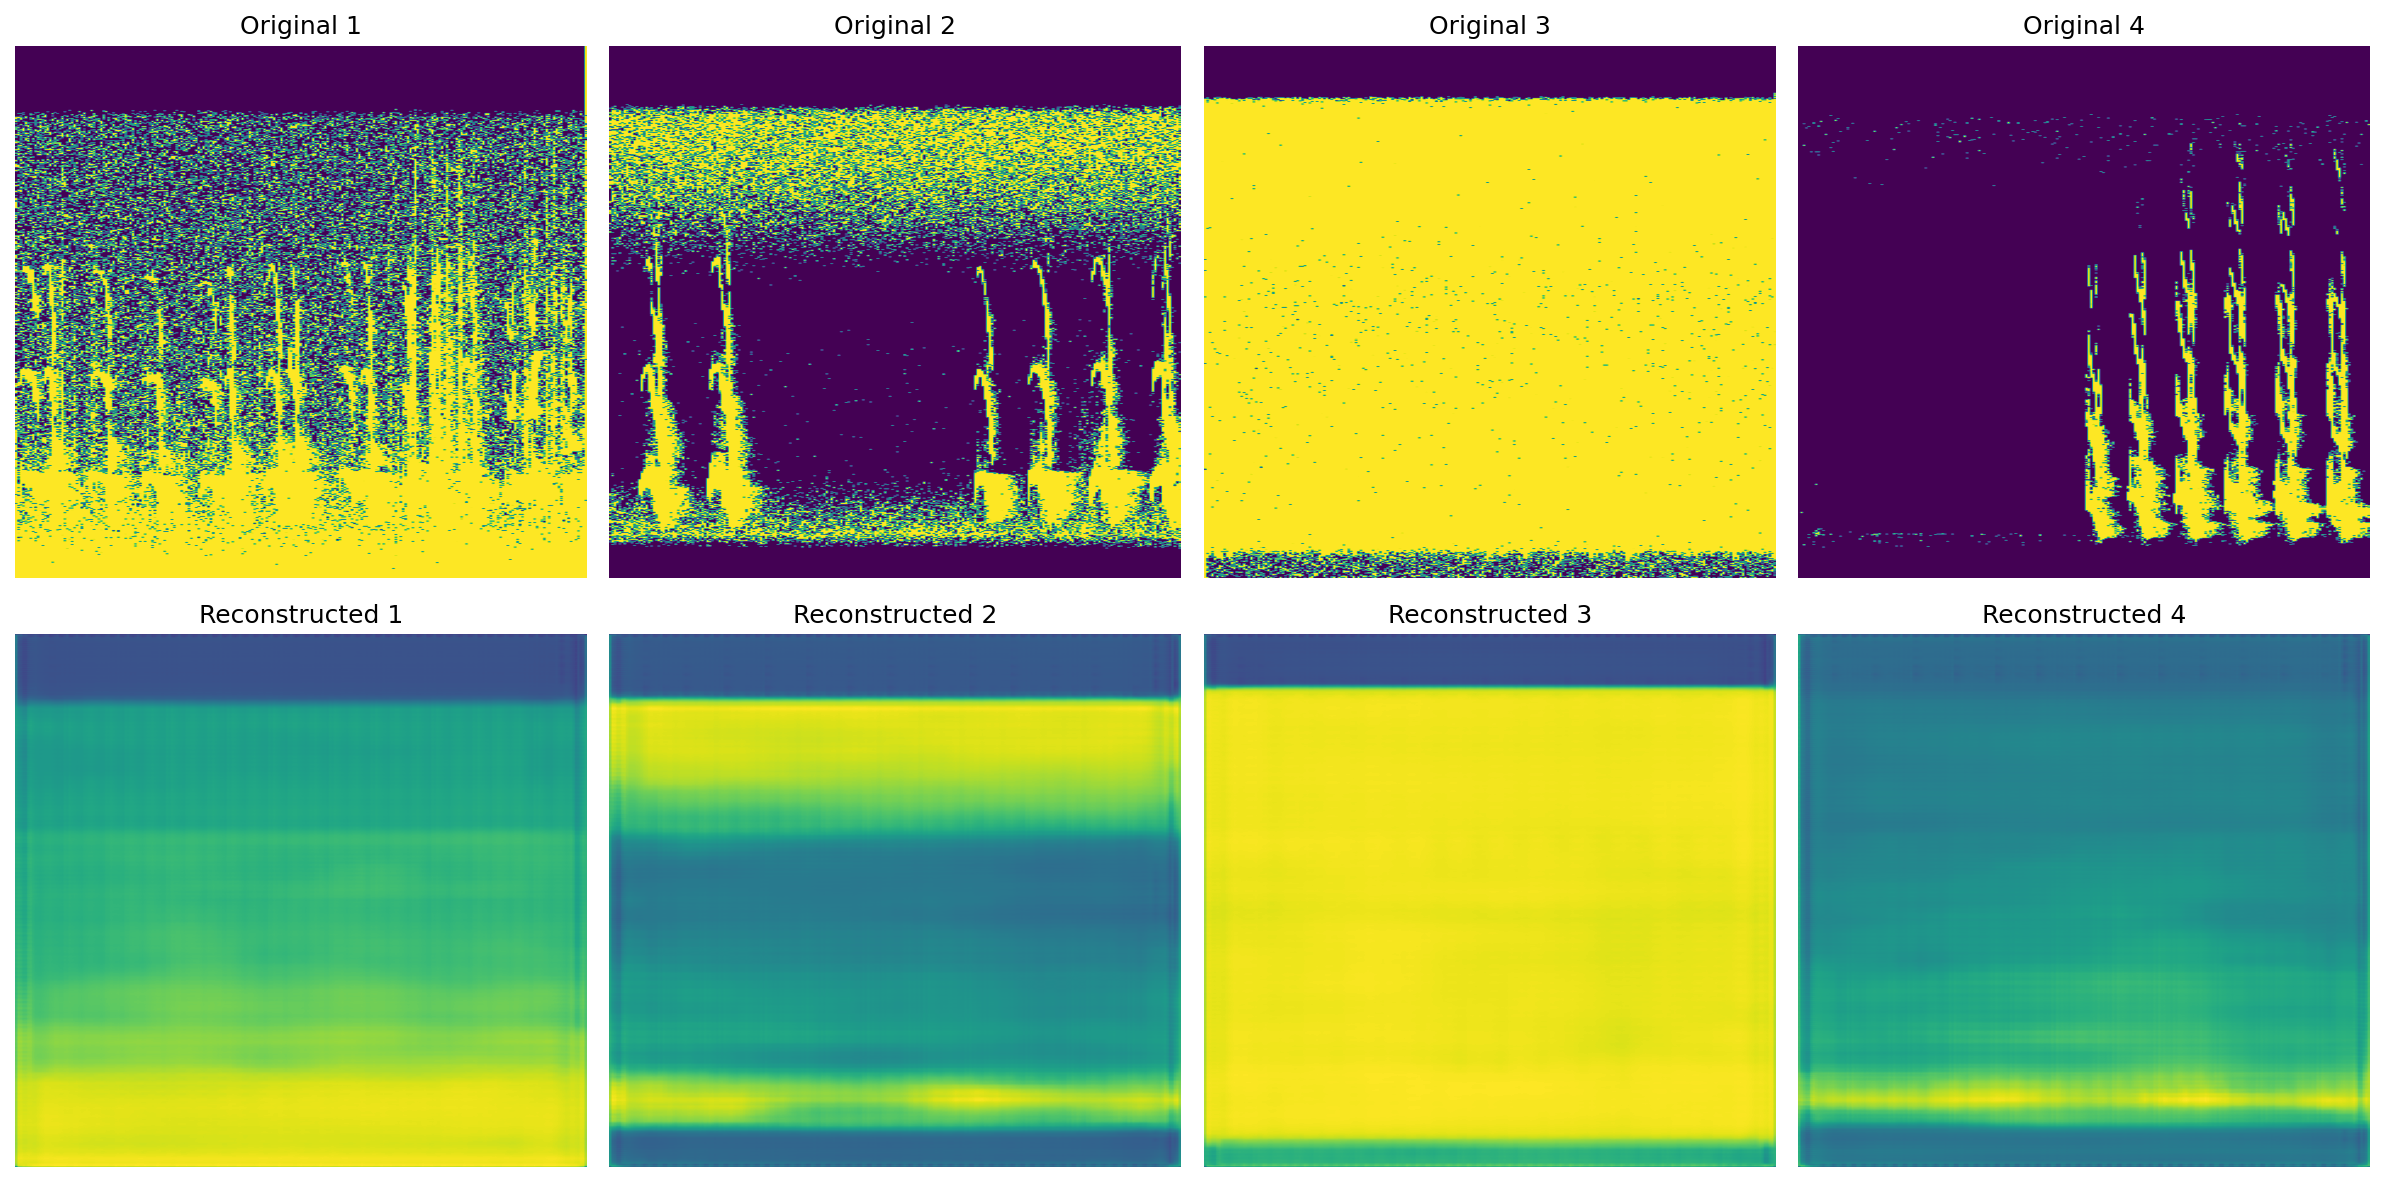 Original 1
Original 2
Original 3
Original 4
Reconstructed 1
Reconstructed 2
Reconstructed 3
Reconstructed 4